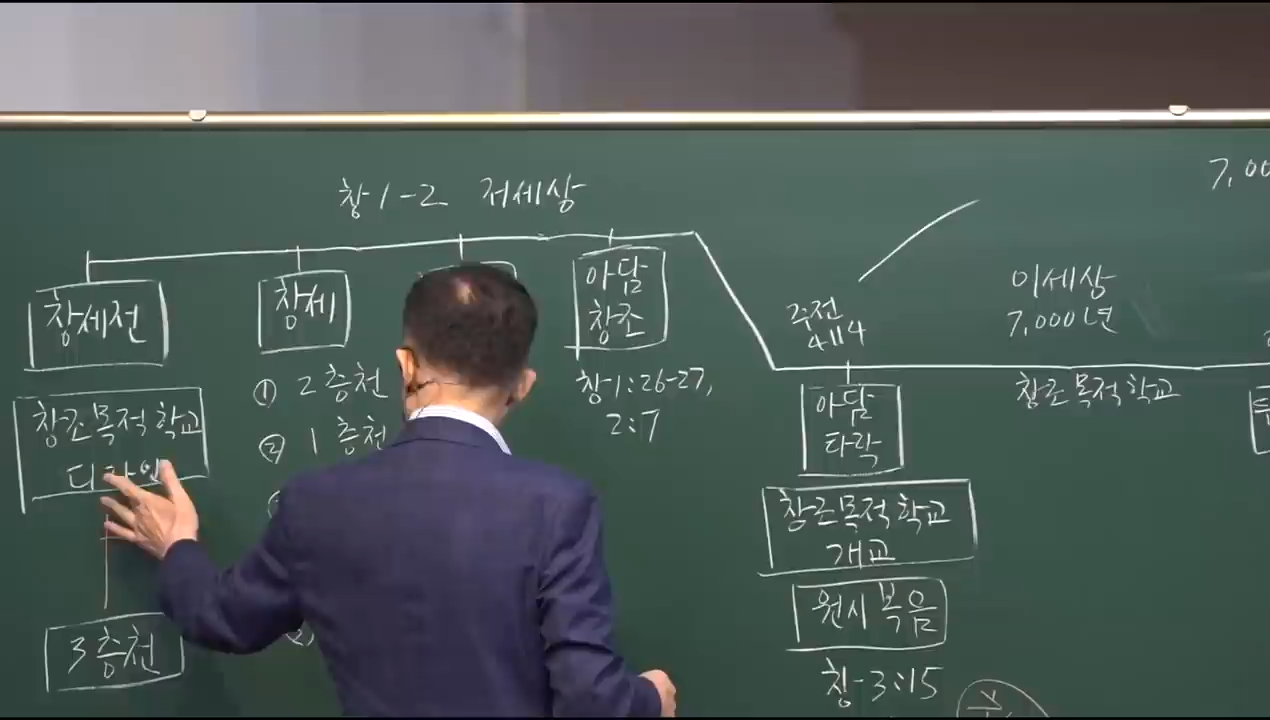 창1-2 저세상
7,00
창세전
창조목적학교
디자인
3층천
창세
① 2층천
② 1층천
아담
창조
창1:26-27,
2:7
주전
4114
이세상
7,000년
창조목적학교
아담
타락
창조목적학교
개교
원시복음
창3:15